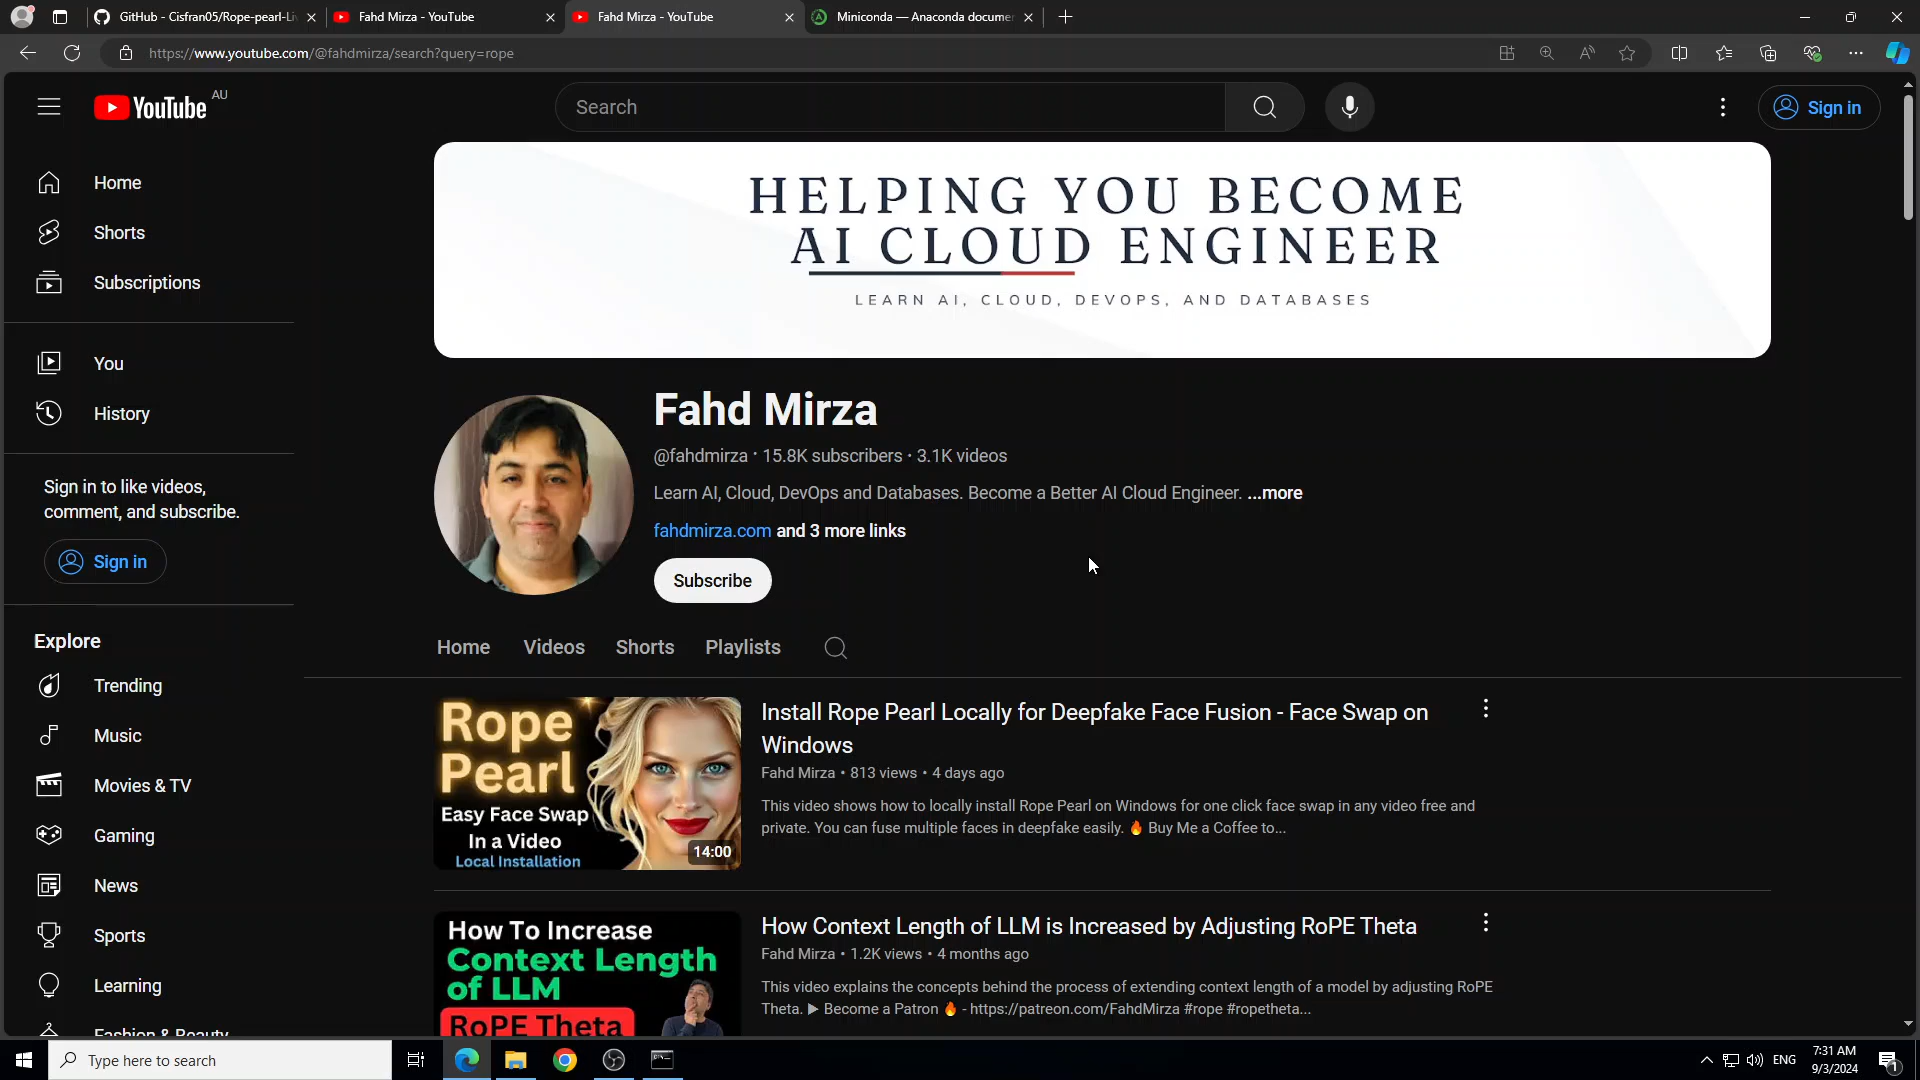 GitHub - Cisfran05/Rope-pearl-Li
Fahd Mirza - YouTube
Fahd Mirza - YouTube
Miniconda — Anaconda documen
https://www.youtube.com/@fahdmirza/search?query=rope
YouTube
AU
Search
Sign in
Home
Shorts
Subscriptions
You
History
Sign in to like videos,
comment, and subscribe.
Sign in
Explore
Trending
Music
Movies & TV
Gaming
News
Sports
Learning
Fashion & Beauty
HELPING YOU BECOME
AI CLOUD ENGINEER
LEARN AI, CLOUD, DEVOPS, AND DATABASES
Fahd Mirza
@fahdmirza • 15.8K subscribers • 3.1K videos
Learn AI, Cloud, DevOps and Databases. Become a Better AI Cloud Engineer. ...more
fahdmirza.com and 3 more links
Subscribe
Home Videos Shorts Playlists
Rope
Pearl
Easy Face Swap
In a Video
Local Installation
14:00
Install Rope Pearl Locally for Deepfake Face Fusion - Face Swap on
Windows
Fahd Mirza • 813 views • 4 days ago
This video shows how to locally install Rope Pearl on Windows for one click face swap in any video free and
private. You can fuse multiple faces in deepfake easily. 🔥 Buy Me a Coffee to...
How To Increase
Context Length
of LLM
RoPE Theta
How Context Length of LLM is Increased by Adjusting RoPE Theta
Fahd Mirza • 1.2K views • 4 months ago
This video explains the concepts behind the process of extending context length of a model by adjusting RoPE
Theta. ▶ Become a Patron 🔥 - https://patreon.com/FahdMirza #rope #ropetheta...
Type here to search
ENG
7:31 AM
9/3/2024
1